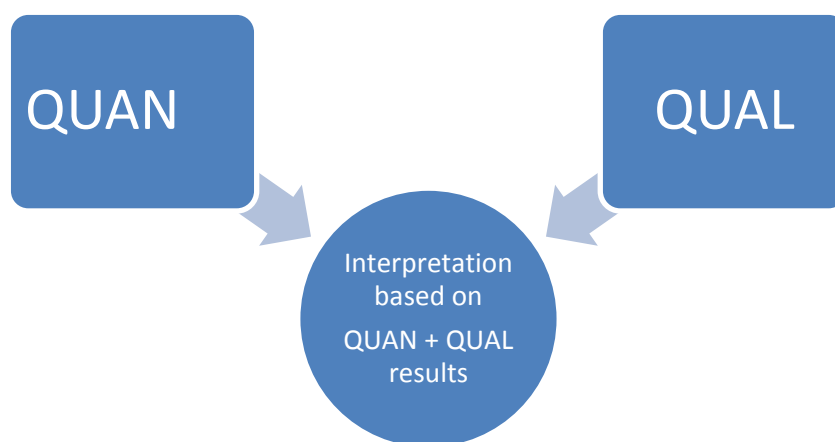 QUAN
QUAL
Interpretation
based on
QUAN + QUAL
results